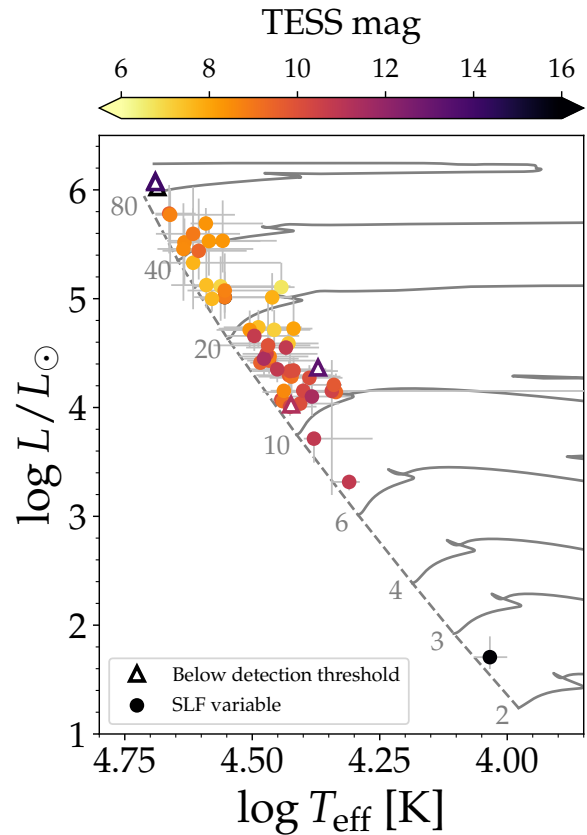 TESS mag
6 8 10 12 14 16
log L/L⊙
6
5
4
3
2
1
80
40
20
10
6
4
3
2
Below detection threshold
SLF variable
4.75 4.50 4.25 4.00
log Teff [K]